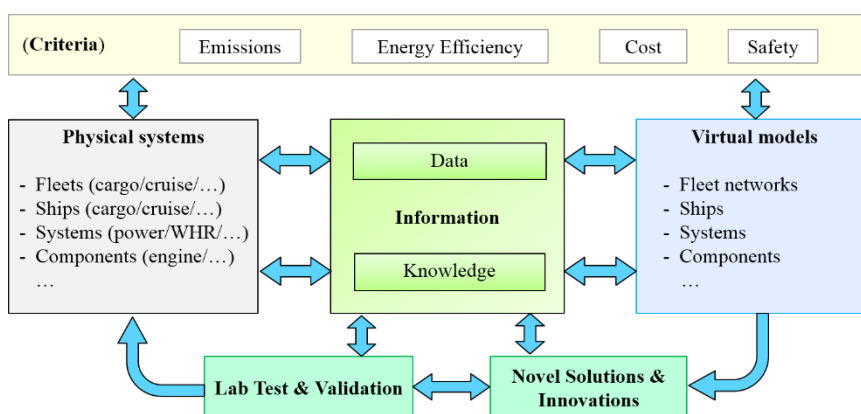 (Criteria)
Emissions
Energy Efficiency
Cost
Safety
Physical systems
- Fleets (cargo/cruise/…)
- Ships (cargo/cruise/…)
- Systems (power/WHR/…)
- Components (engine/…)
…
Data
Information
Knowledge
Virtual models
- Fleet networks
- Ships
- Systems
- Components
…
Lab Test & Validation
Novel Solutions &
Innovations